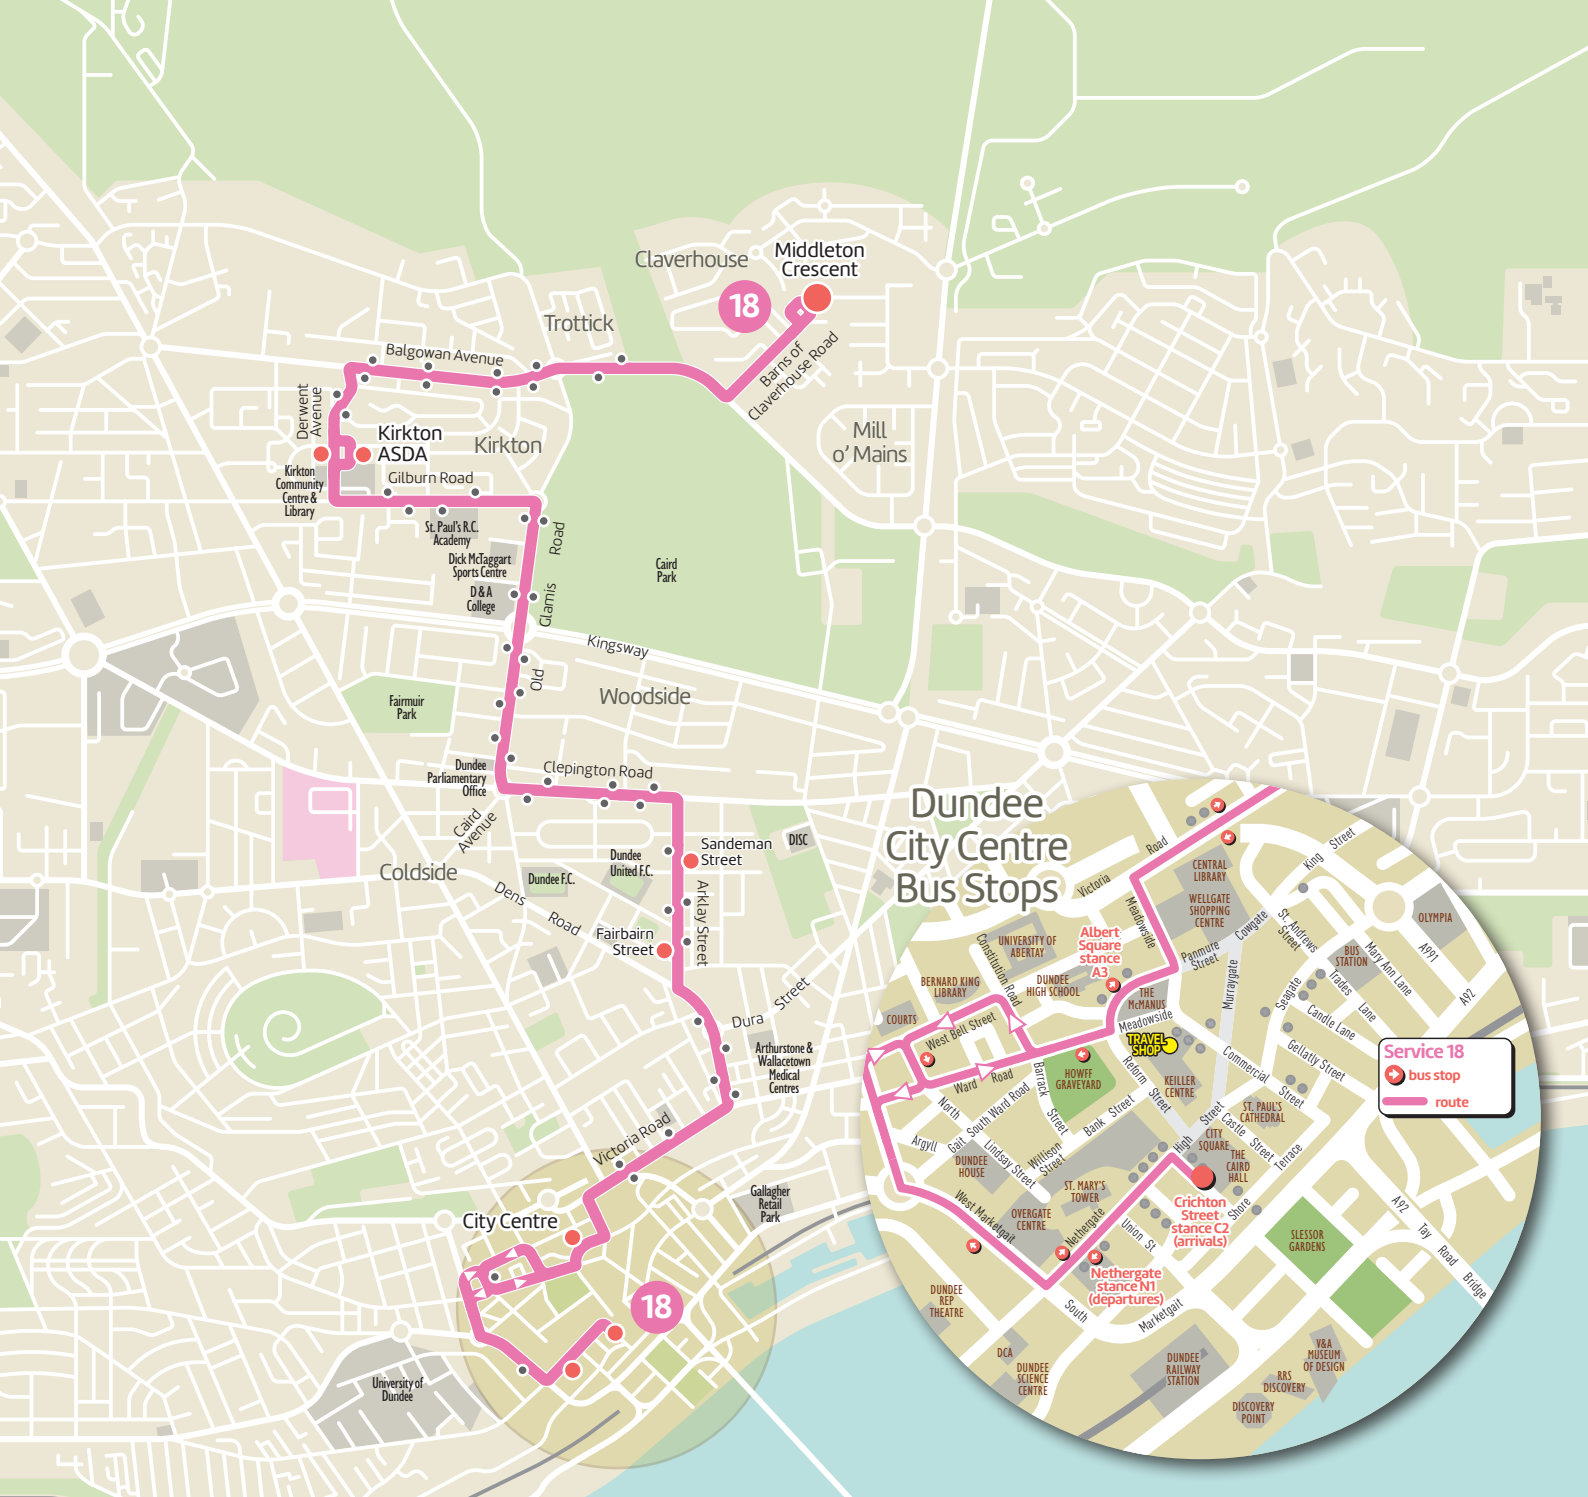 Claverhouse
Middleton
Crescent
18
Trottick
Balgowan Avenue
Barns of
Claverhouse Road
Derwent
Avenue
Kirkton
ASDA
Kirkton
Mill
o' Mains
Kirkton
Community
Centre &
Library
Gilburn Road
St. Paul's R.C.
Academy
Dick McTaggart
Sports Centre
D & A
College
Old
Glamis
Road
Caird
Park
Kingsway
Woodside
Fairmuir
Park
Dundee
Parliamentary
Office
Clepington Road
Caird
Avenue
Coldside
Sandeman
Street
DISC
Dundee
United F.C.
Dundee F.C.
Dens
Road
Arklay Street
Fairbairn
Street
Dura
Street
Arthurstone &
Wallacetown
Medical
Centres
Victoria Road
Gallagher
Retail
Park
City Centre
18
University of
Dundee
Dundee
City Centre
Bus Stops
Victoria
Road
King
Street
CENTRAL
LIBRARY
WELLGATE
SHOPPING
CENTRE
Meadowside
Cowgate
St. Andrews
Street
OLYMPIA
A991
BUS
STATION
Mary Ann Lane
Trades
Lane
A92
Candle Lane
Gellatly Street
Seagate
Panmure
Street
Murraygate
Albert
Square
stance
A3
UNIVERSITY OF
ABERTAY
Constitution Road
DUNDEE
HIGH SCHOOL
BERNARD KING
LIBRARY
THE
McMANUS
Meadowside
COURTS
West Bell Street
TRAVEL
SHOP
HOWFF
GRAVEYARD
Ward
Road
Barrack
Street
Reform
Street
KEILLER
CENTRE
Commercial
Street
ST. PAUL'S
CATHEDRAL
Castle
Street
Terrace
Bank
Street
High
Street
CITY
SQUARE
THE
CAIRD
HALL
North
Argyll
Gait
South Ward Road
Lindsay Street
Willison
Street
DUNDEE
HOUSE
ST. MARY'S
TOWER
OVERGATE
CENTRE
West Marketgait
Nethergate
Union St
Shore
Crichton
Street
stance C2
(arrivals)
Nethergate
stance N1
(departures)
SLESSOR
GARDENS
A92
Tay
Road
Bridge
South
Marketgait
DUNDEE
REP
THEATRE
DCA
DUNDEE
SCIENCE
CENTRE
DUNDEE
RAILWAY
STATION
V&A
MUSEUM
OF DESIGN
RRS
DISCOVERY
DISCOVERY
POINT
Service 18
bus stop
route